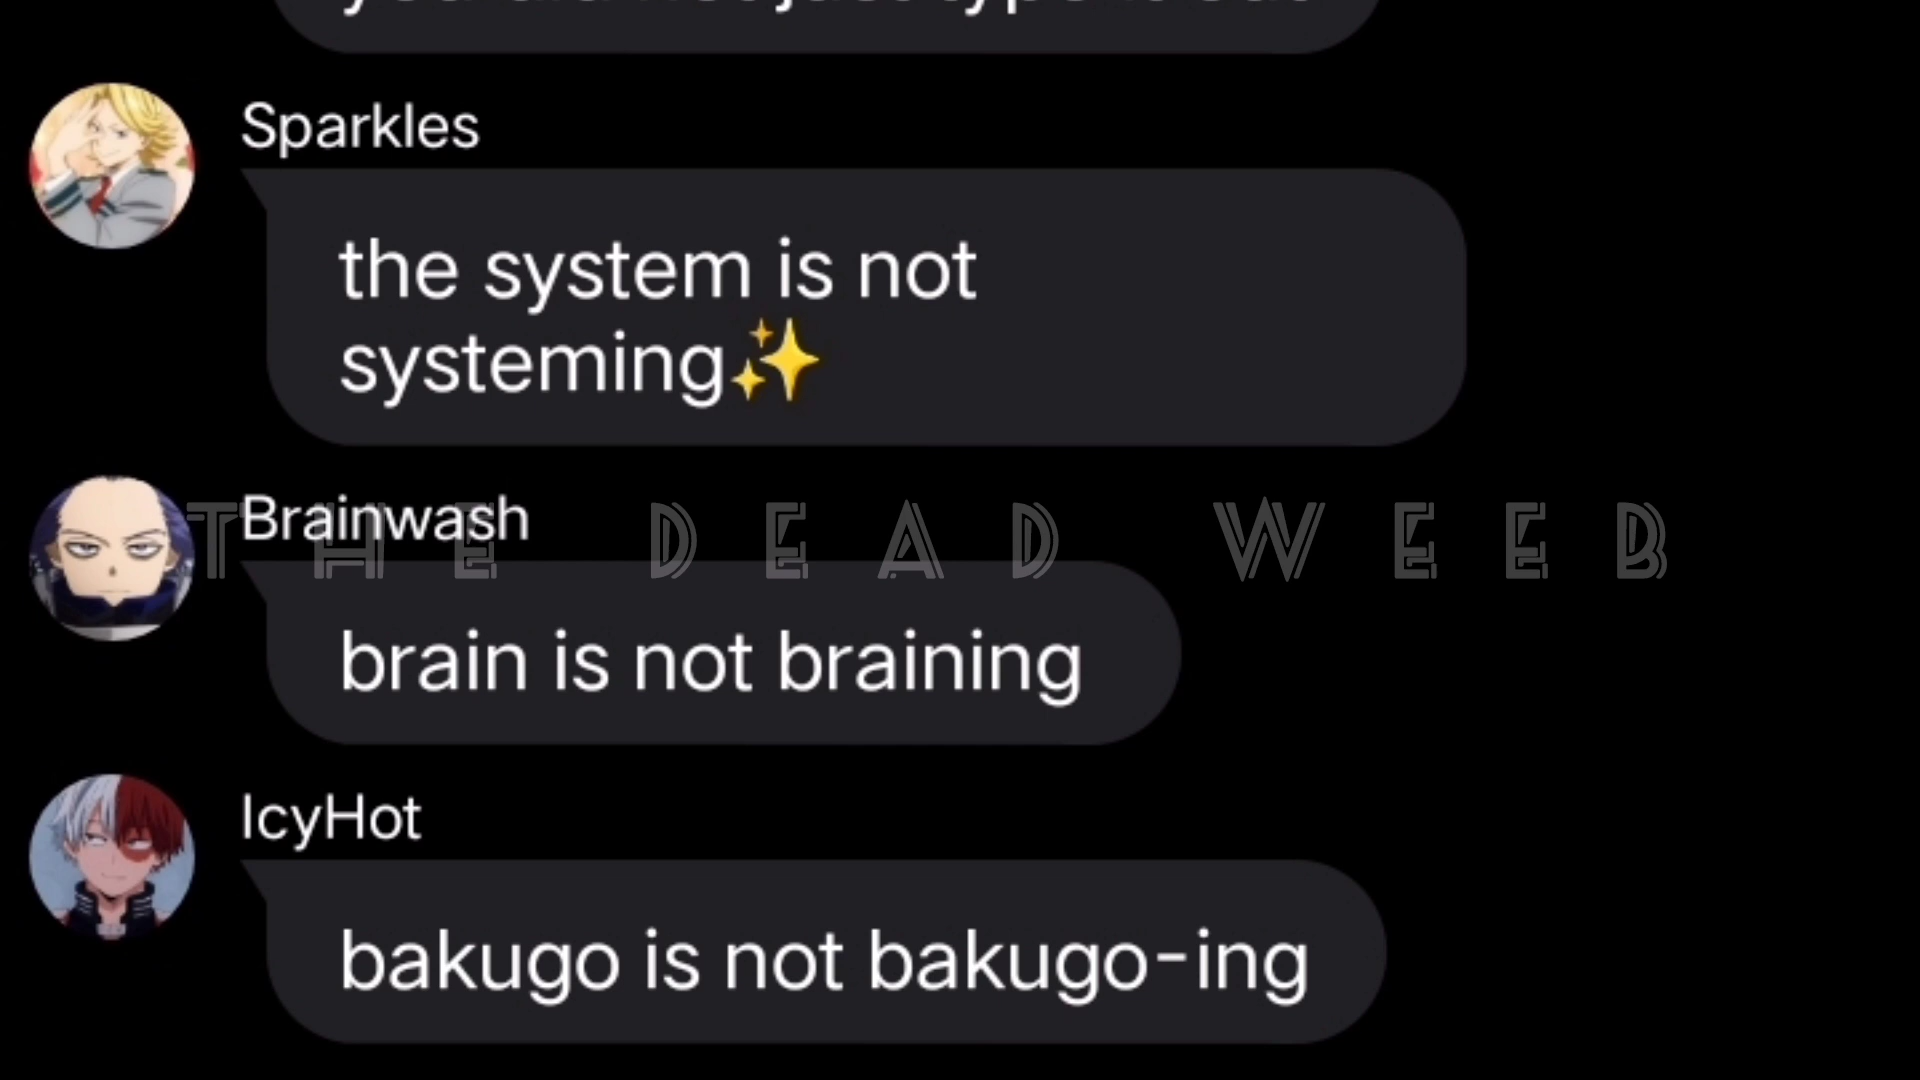 Sparkles
the system is not
systeming✨
Brainwash
THE DEAD WEEB
brain is not braining
IcyHot
bakugo is not bakugo-ing